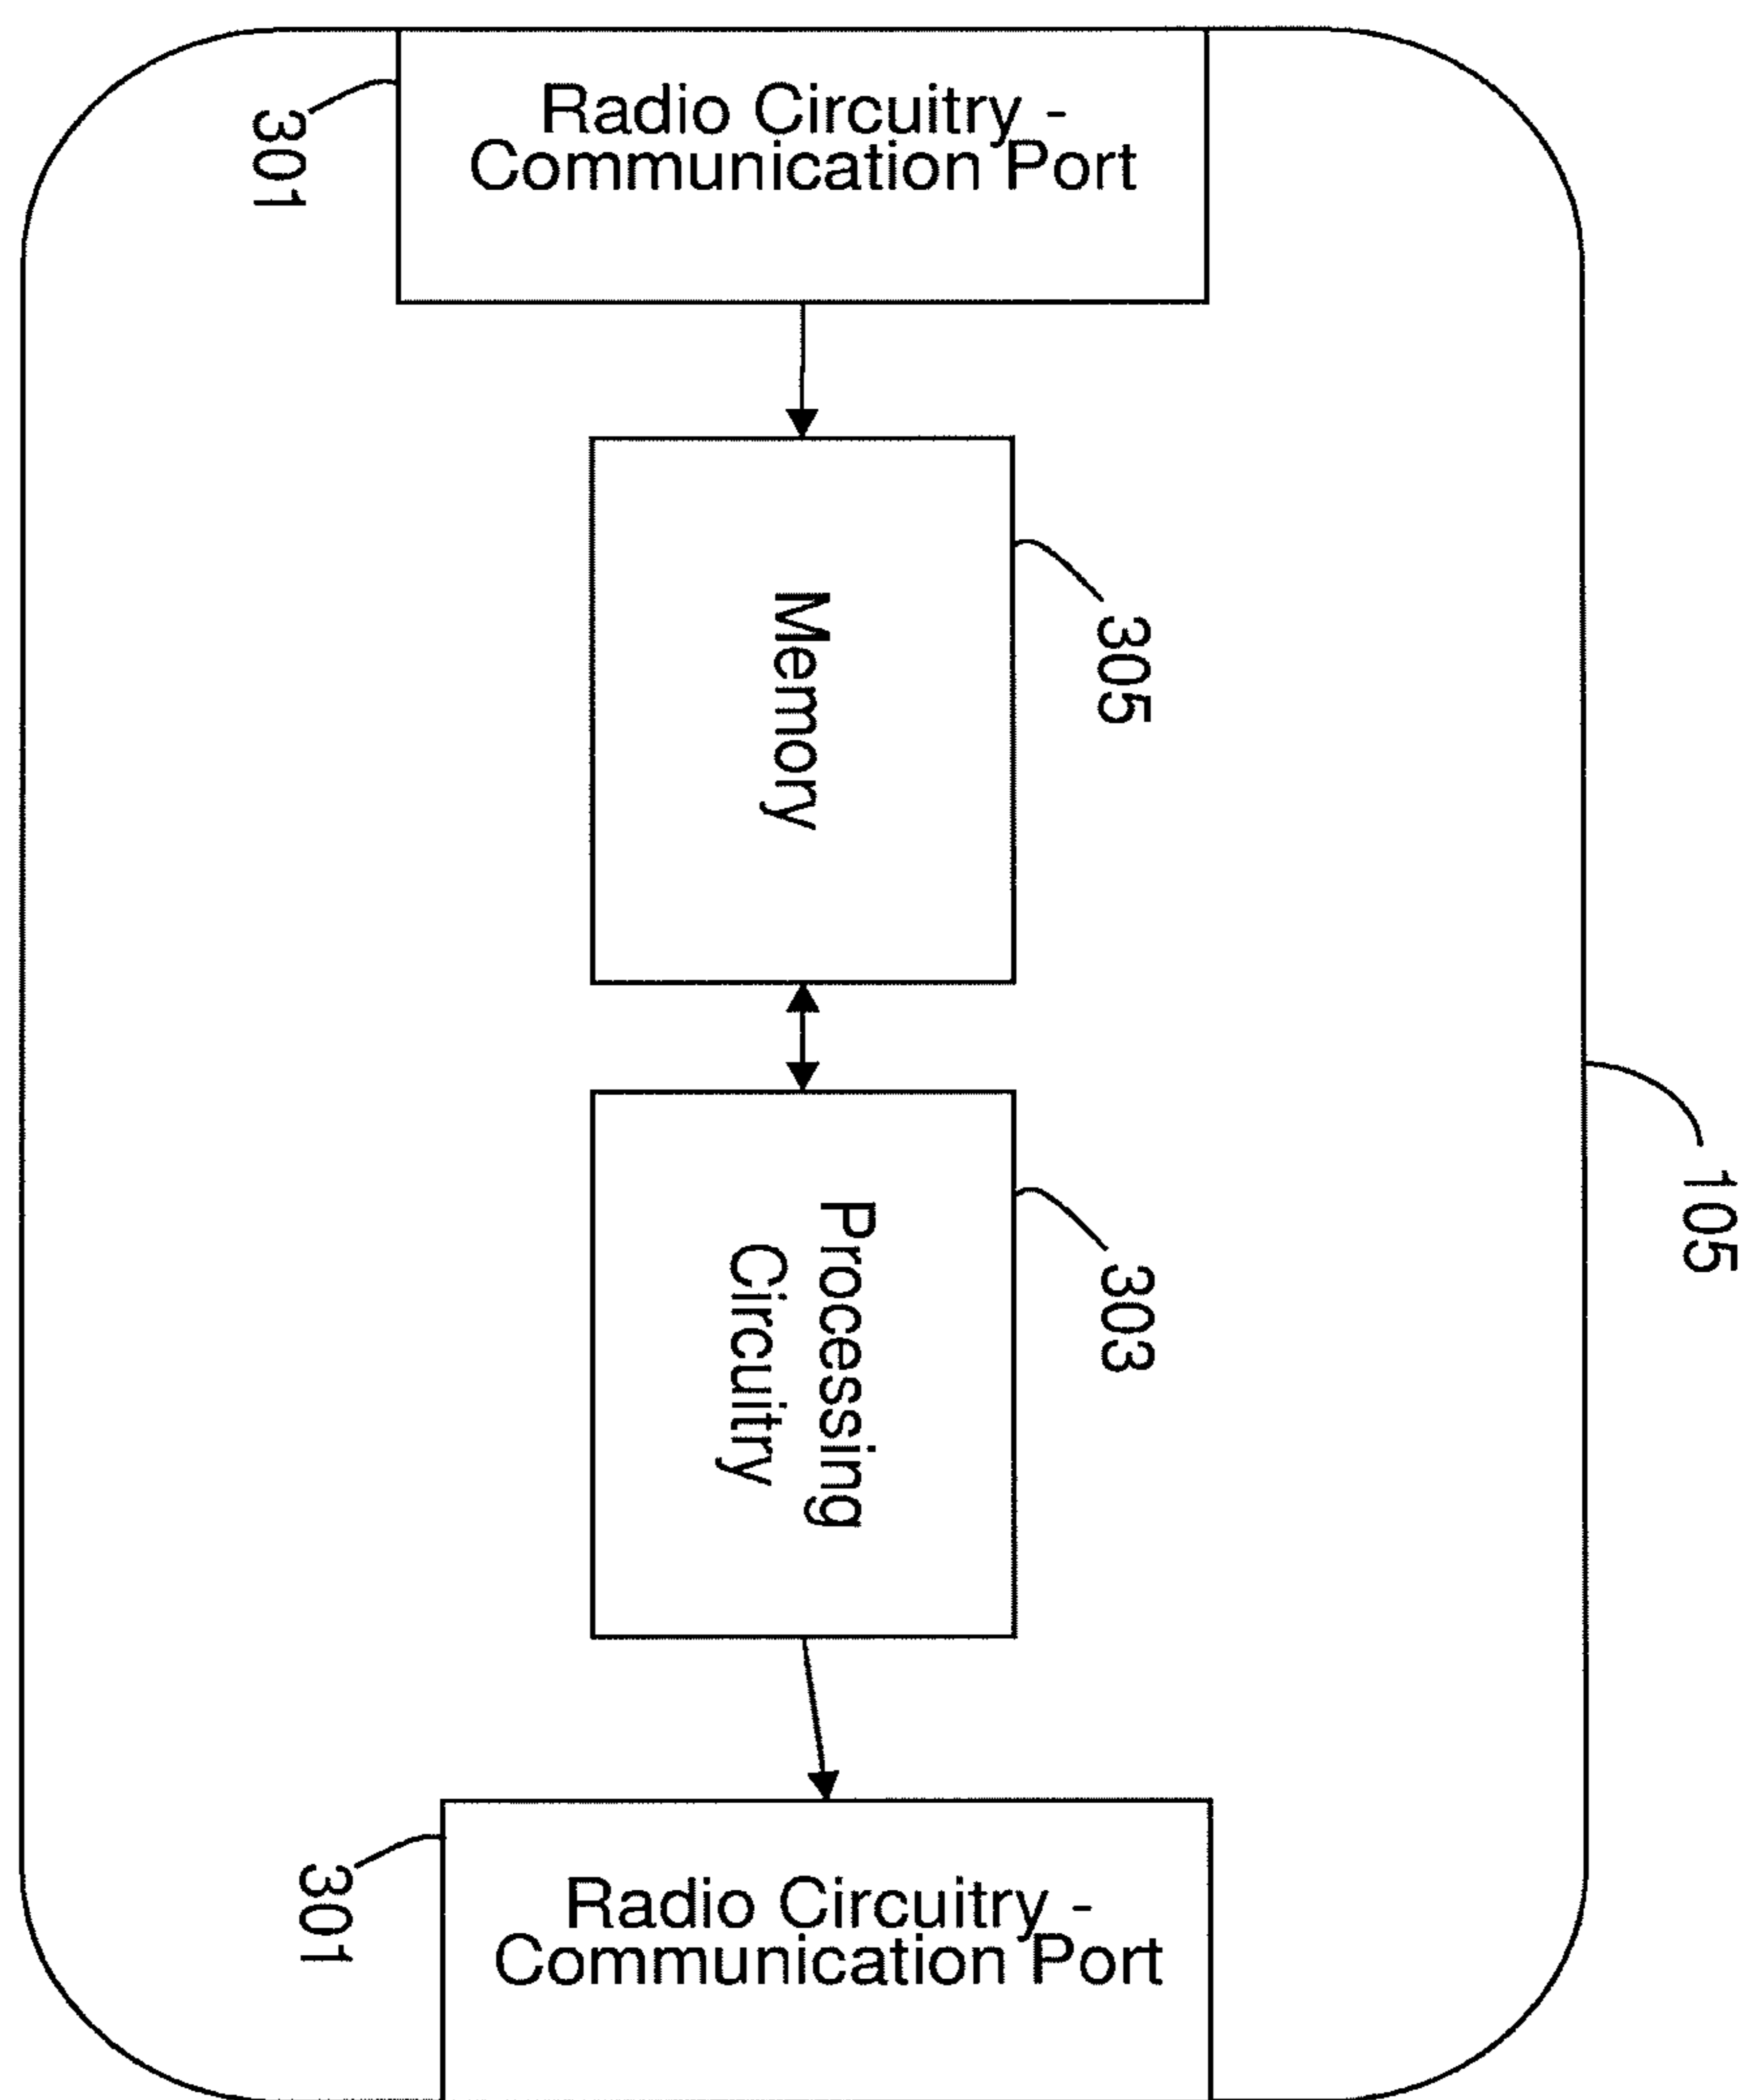 Radio Circuitry -
Communication Port
301
305
Memory
105
303
Processing
Circuitry
Radio Circuitry -
Communication Port
301